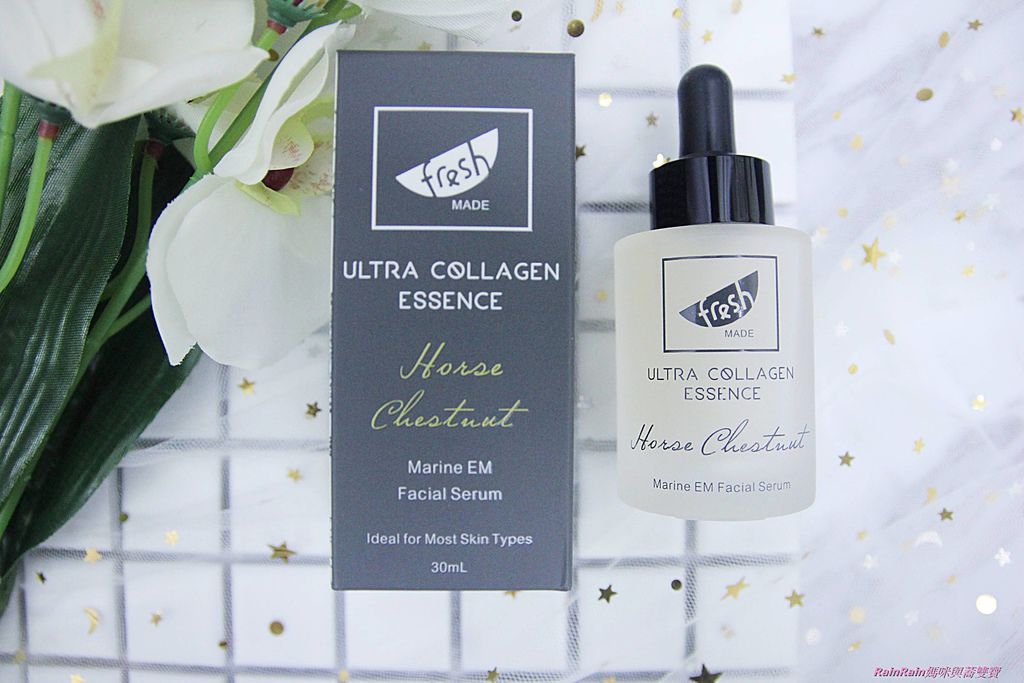 fresh
MADE
ULTRA COLLAGEN
ESSENCE
Horse
Chestnut
Marine EM
Facial Serum
Ideal for Most Skin Types
30mL
fresh
MADE
ULTRA COLLAGEN
ESSENCE
Horse Chestnut
Marine EM Facial Serum
RainRain媽咪與蕎雙寶